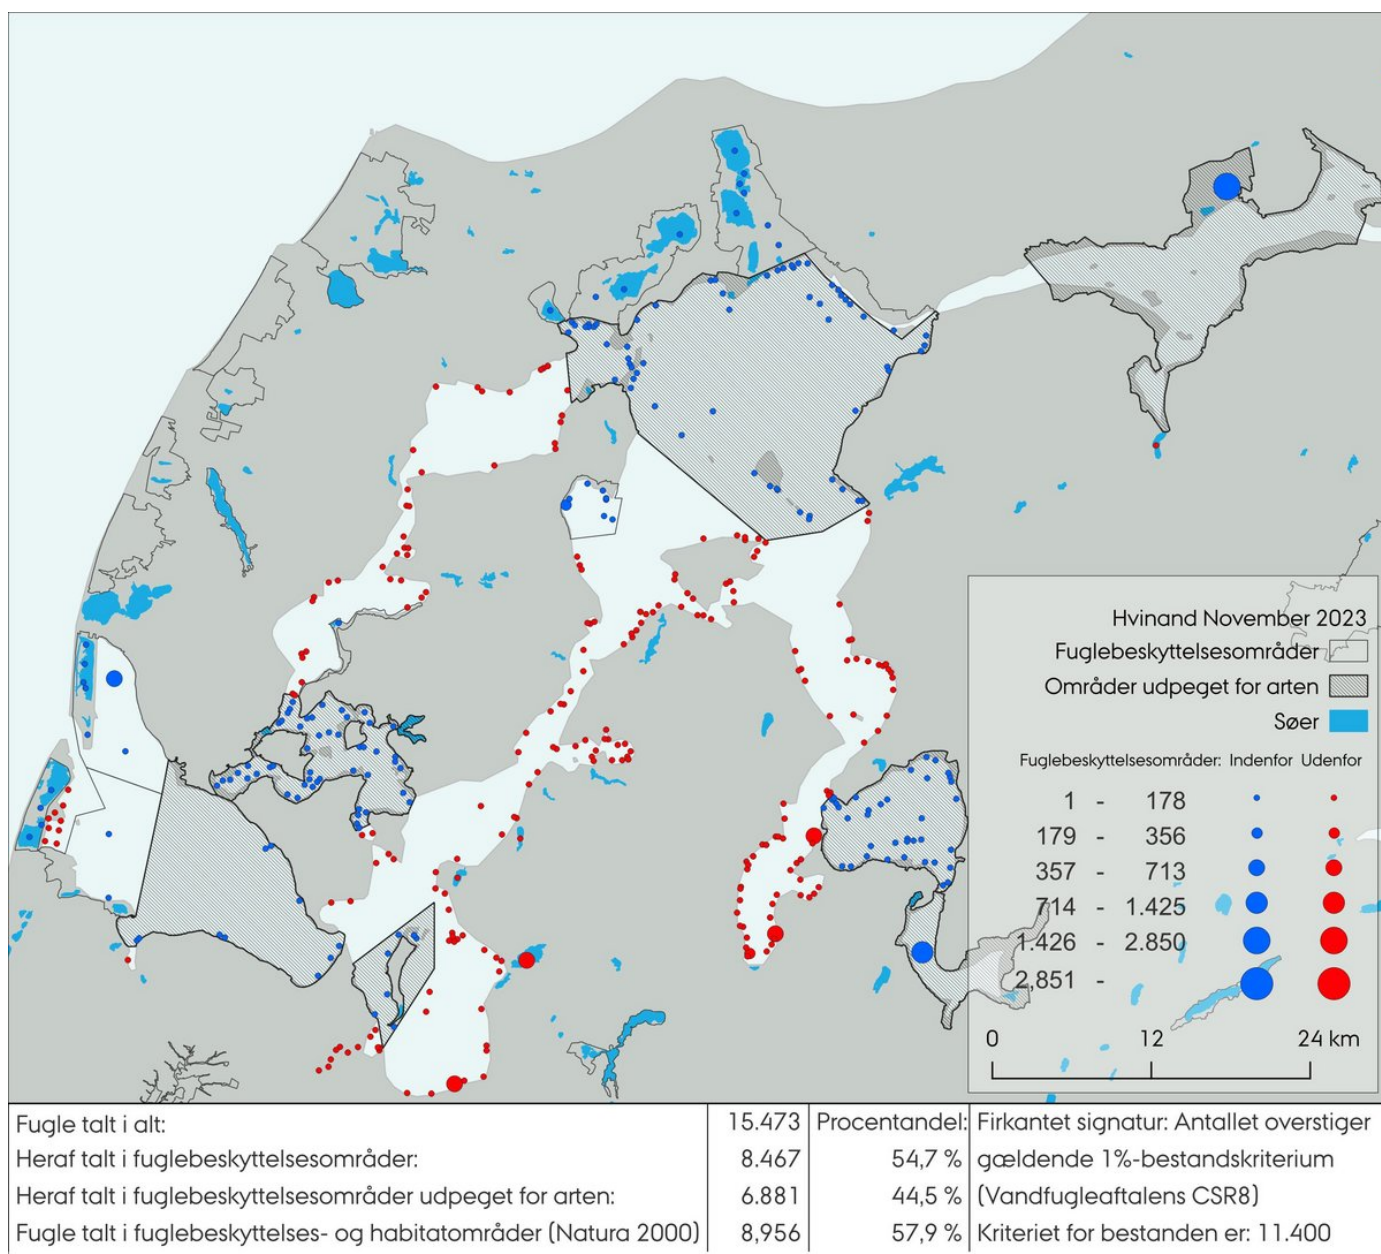 Hvinand November 2023
Fuglebeskyttelsesområder
Områder udpeget for arten
Søer
Fuglebeskyttelsesområder: Indenfor Udenfor
1 - 178
179 - 356
357 - 713
714 - 1.425
1.426 - 2.850
2,851 -
0 12 24 km
Fugle talt i alt: 15.473 Procentandel: Firkantet signatur: Antallet overstiger
Heraf talt i fuglebeskyttelsesområder: 8.467 54,7 % gældende 1%-bestandskriterium
Heraf talt i fuglebeskyttelsesområder udpeget for arten: 6.881 44,5 % (Vandfugleaftalens CSR8)
Fugle talt i fuglebeskyttelses- og habitatområder (Natura 2000) 8,956 57,9 % Kriteriet for bestanden er: 11.400